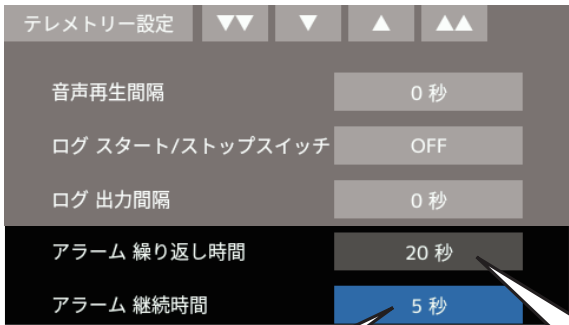 テレメトリー設定 ▼▼ ▼ ▲ ▲▲
音声再生間隔 0 秒
ログ スタート/ストップスイッチ OFF
ログ 出力間隔 0 秒
アラーム 繰り返し時間 20 秒
アラーム 継続時間 5 秒